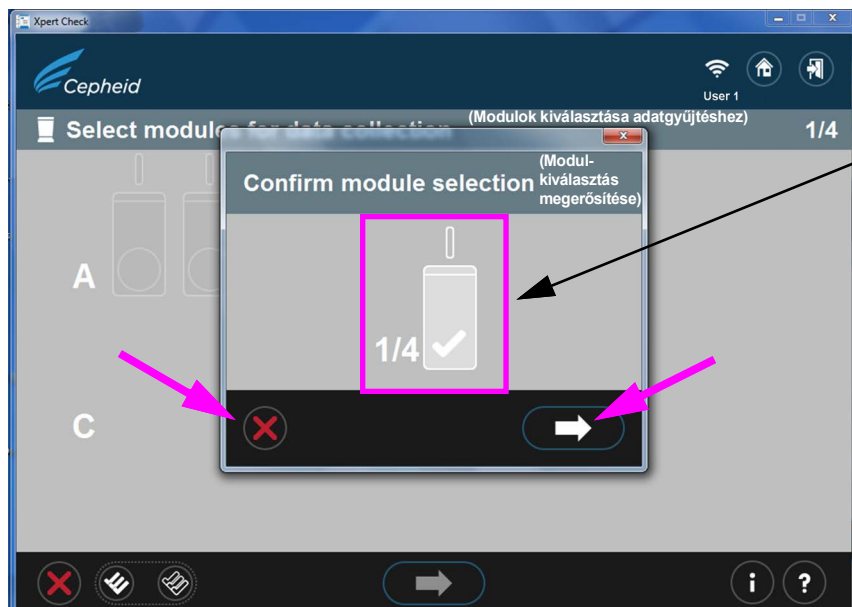 Xpert Check
Cepheid
User 1
Select modules for data collection
(Modulok kiválasztása adatgyűjtéshez)
1/4
Confirm module selection
(Modul-
kiválasztás
megerősítése)
A
1/4
C
i
?